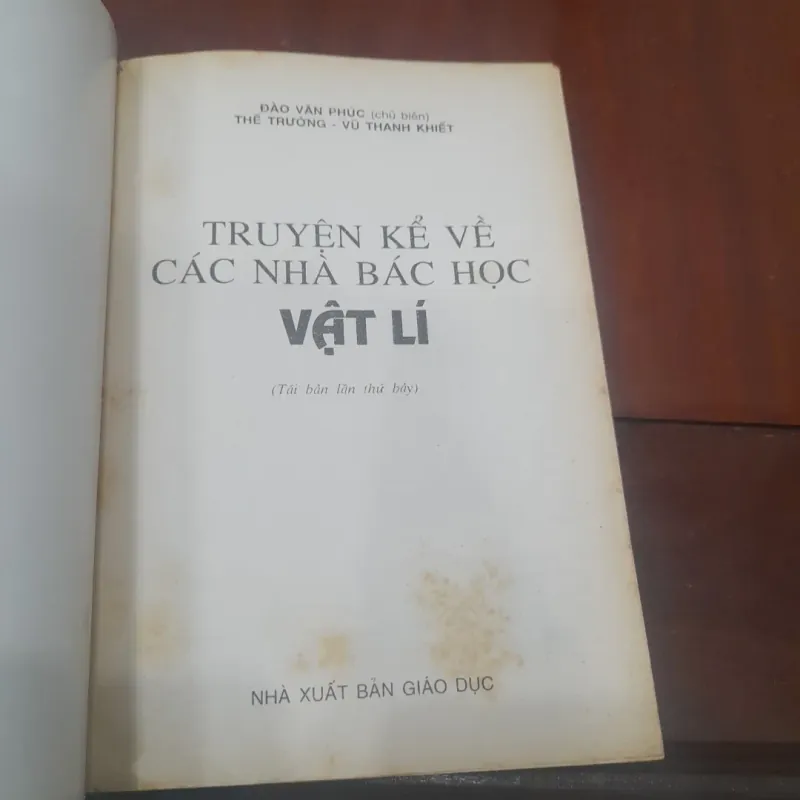 ĐÀO VĂN PHÚC (chủ biên)
THẾ TRƯỜNG - VŨ THANH KHIẾT
TRUYỆN KỂ VỀ
CÁC NHÀ BÁC HỌC
VẬT LÍ
(Tái bản lần thứ bảy)
NHÀ XUẤT BẢN GIÁO DỤC